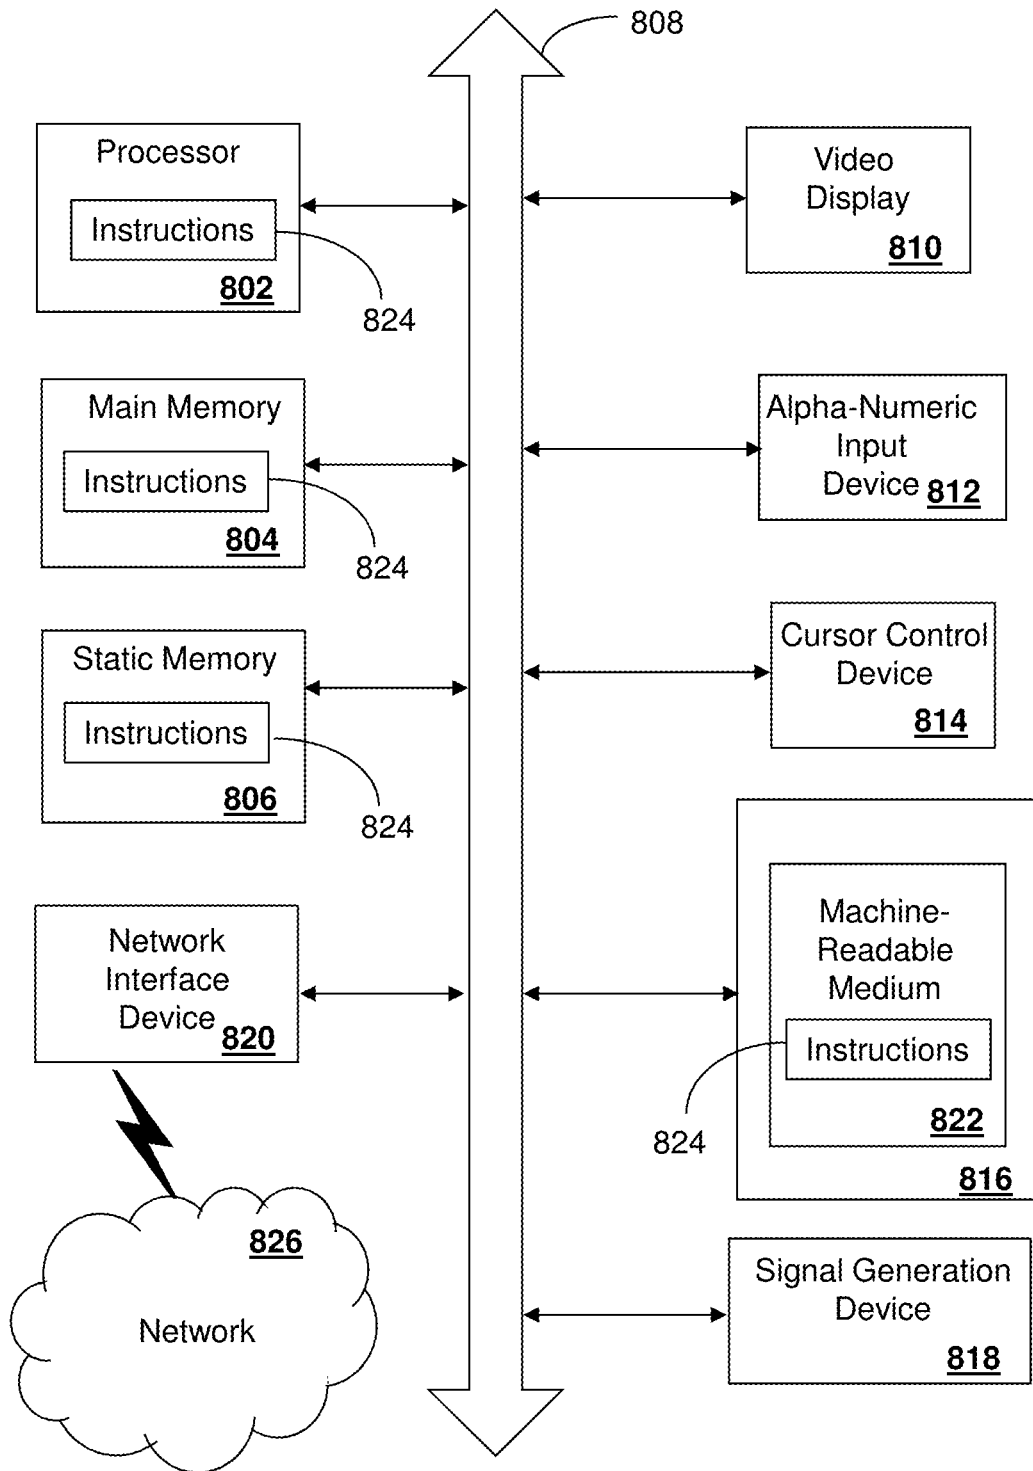 808
Processor
Instructions
802
824
Main Memory
Instructions
804
824
Static Memory
Instructions
806
824
Network
Interface
Device
820
826
Network
Video
Display
810
Alpha-Numeric
Input
Device
812
Cursor Control
Device
814
Machine-
Readable
Medium
Instructions
824
822
816
Signal Generation
Device
818